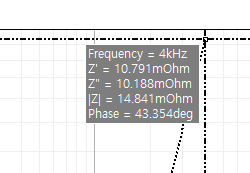 Frequency = 4kHz
Z' = 10.791mOhm
Z" = 10.188mOhm
|Z| = 14.841mOhm
Phase = 43.354deg